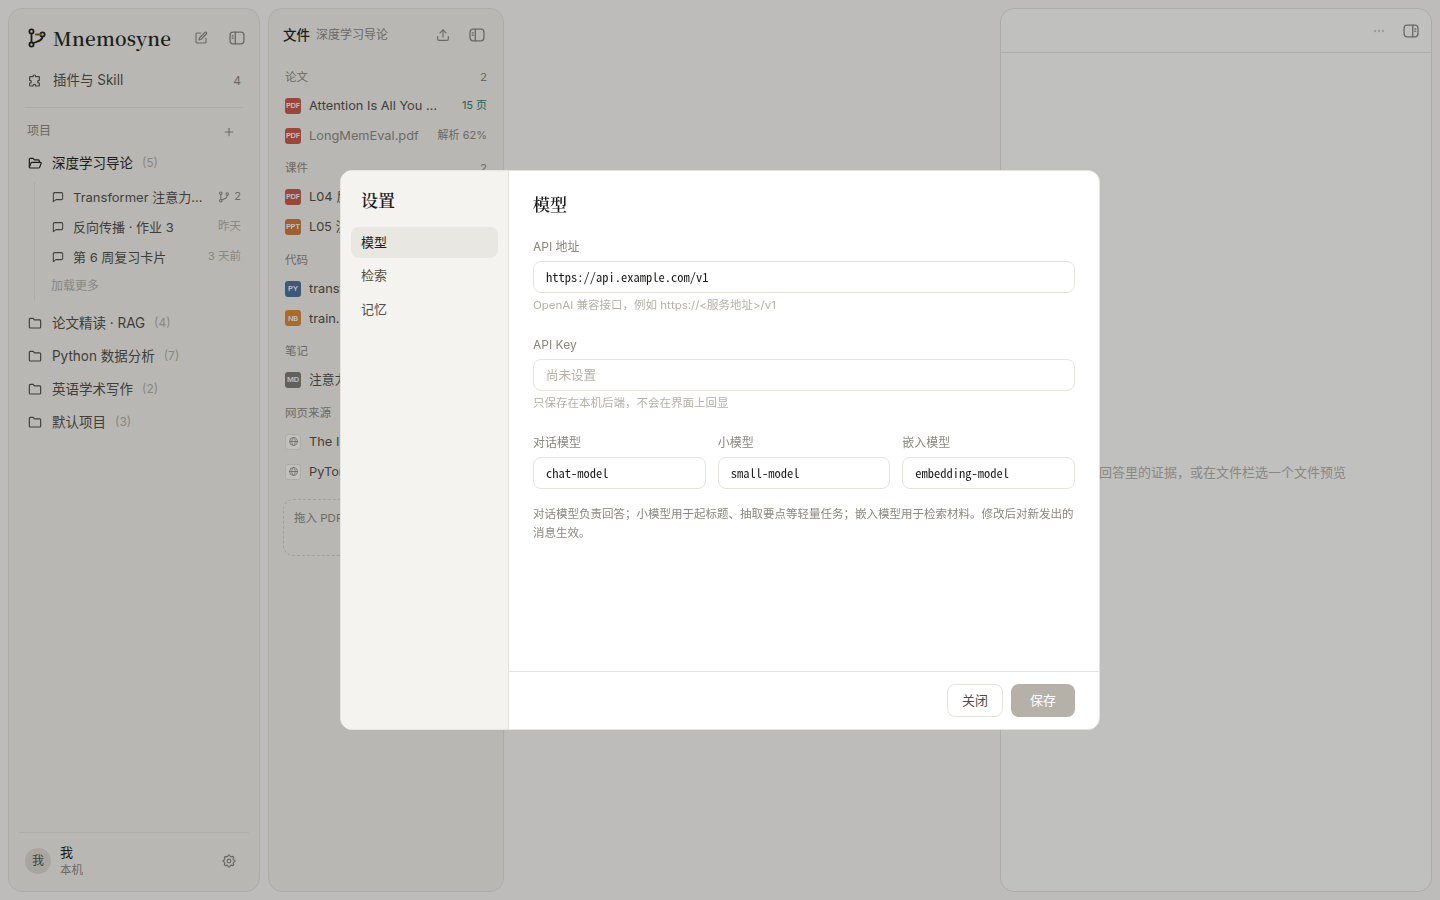 Mnemosyne
插件与 Skill 4
项目
深度学习导论 (5)
Transformer 注意力... 2
反向传播 · 作业 3 昨天
第 6 周复习卡片 3 天前
加载更多
论文精读 · RAG (4)
Python 数据分析 (7)
英语学术写作 (2)
默认项目 (3)
我
我
本机
文件 深度学习导论
论文 2
PDF Attention Is All You ... 15 页
PDF LongMemEval.pdf 解析 62%
课件 2
PDF L04
PPT L05
代码
PY trans
NB train.
笔记
MD 注意力
网页来源
The I
PyTor
拖入 PDF
设置
模型
检索
记忆
模型
API 地址
https://api.example.com/v1
OpenAI 兼容接口，例如 https://<服务地址>/v1
API Key
尚未设置
只保存在本机后端，不会在界面上回显
对话模型 小模型 嵌入模型
chat-model small-model embedding-model
对话模型负责回答；小模型用于起标题、抽取要点等轻量任务；嵌入模型用于检索材料。修改后对新发出的
消息生效。
关闭 保存
回答里的证据，或在文件栏选一个文件预览